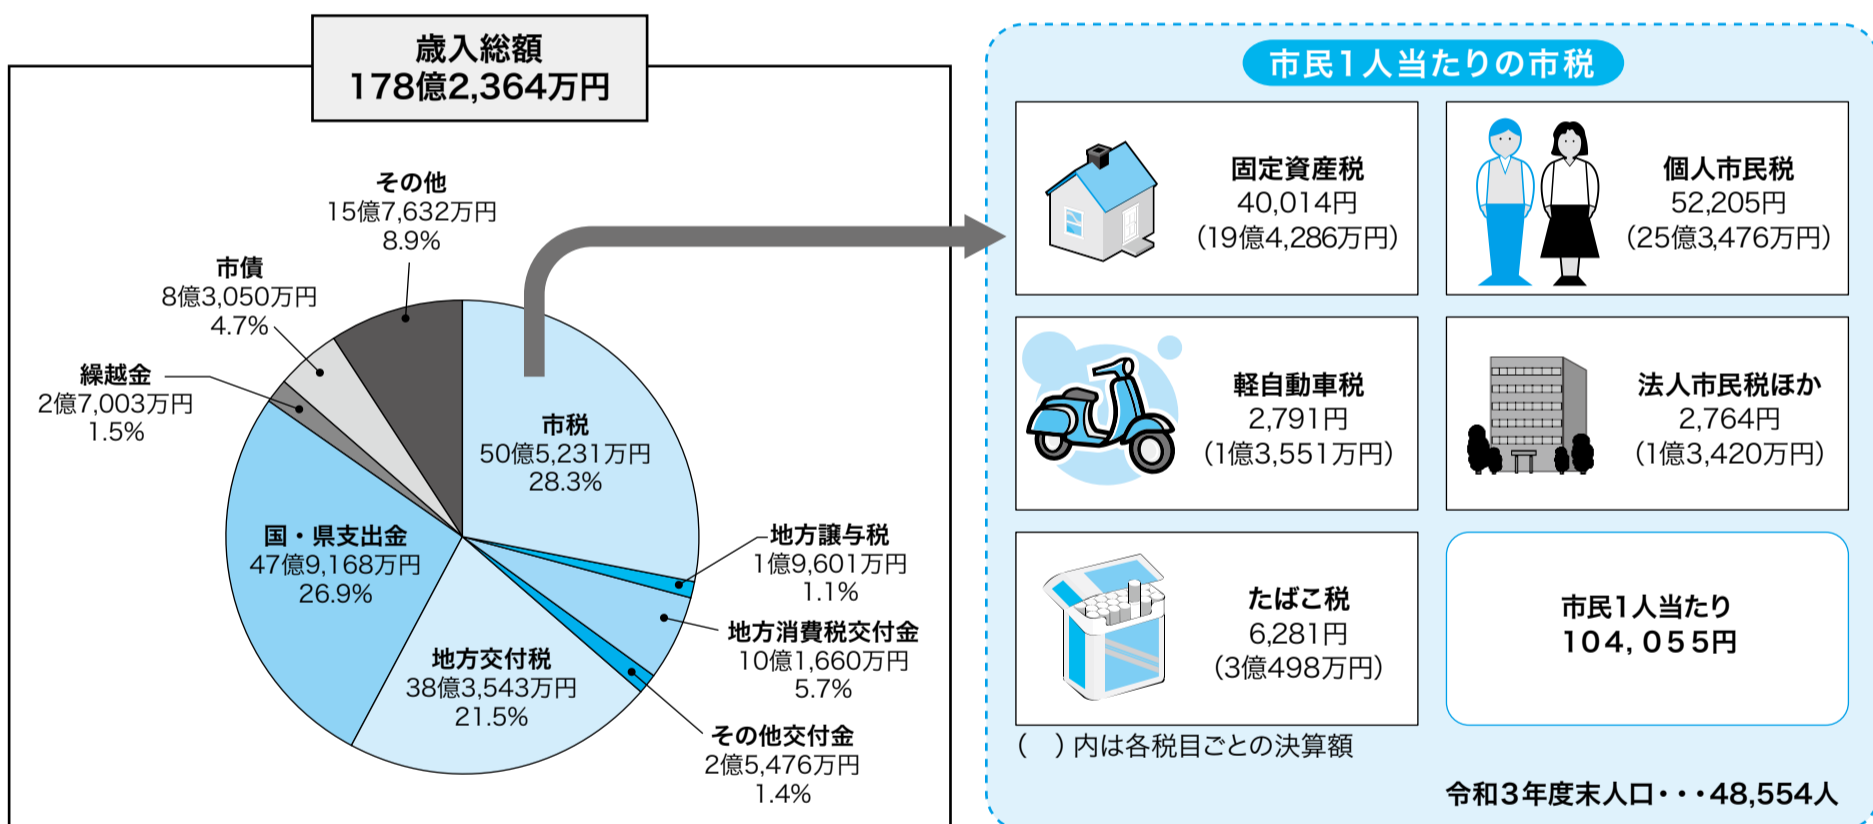 歳入総額
178億2,364万円
その他
15億7,632万円
8.9%
市債
8億3,050万円
4.7%
繰越金
2億7,003万円
1.5%
市税
50億5,231万円
28.3%
国・県支出金
47億9,168万円
26.9%
地方譲与税
1億9,601万円
1.1%
地方消費税交付金
10億1,660万円
5.7%
地方交付税
38億3,543万円
21.5%
その他交付金
2億5,476万円
1.4%
市民1人当たりの市税
固定資産税
40,014円
(19億4,286万円)
個人市民税
52,205円
(25億3,476万円)
軽自動車税
2,791円
(1億3,551万円)
法人市民税ほか
2,764円
(1億3,420万円)
たばこ税
6,281円
(3億498万円)
市民1人当たり
104,055円
(　)内は各税目ごとの決算額
令和3年度末人口・・・48,554人